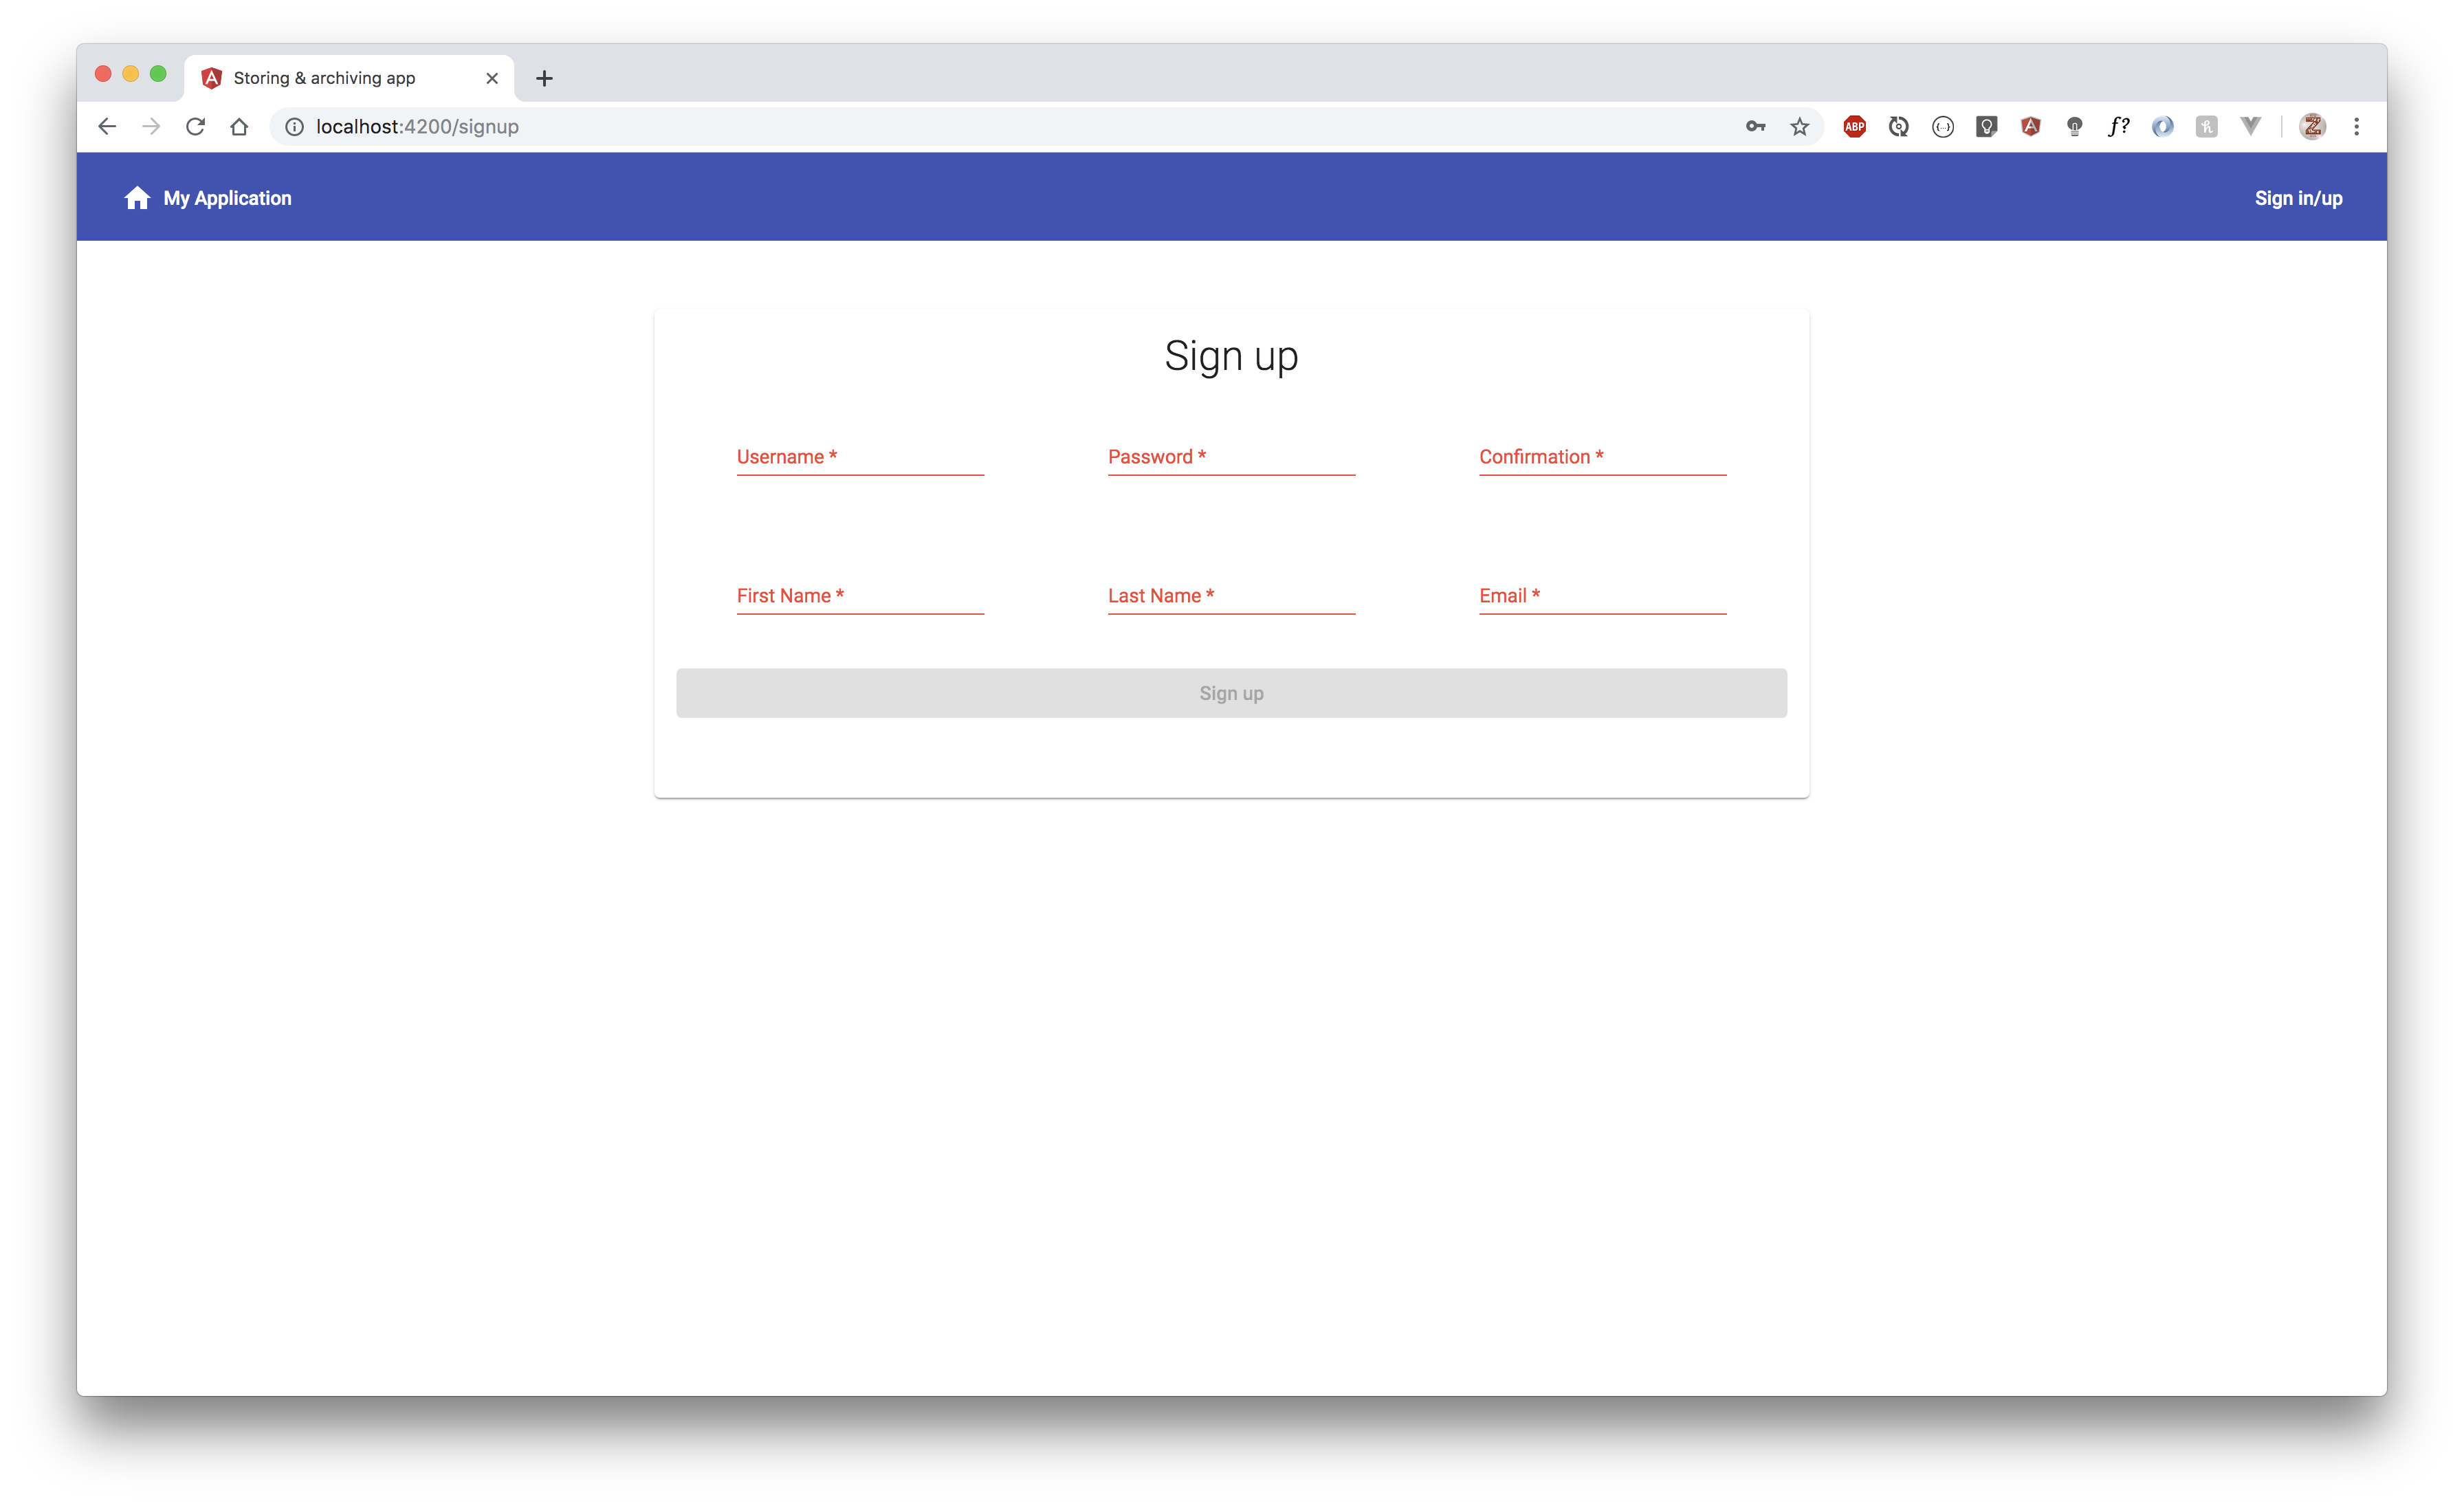 Storing & archiving app
localhost:4200/signup
ABP
f?
My Application
Sign in/up
Sign up
Username *
Password *
Confirmation *
First Name *
Last Name *
Email *
Sign up